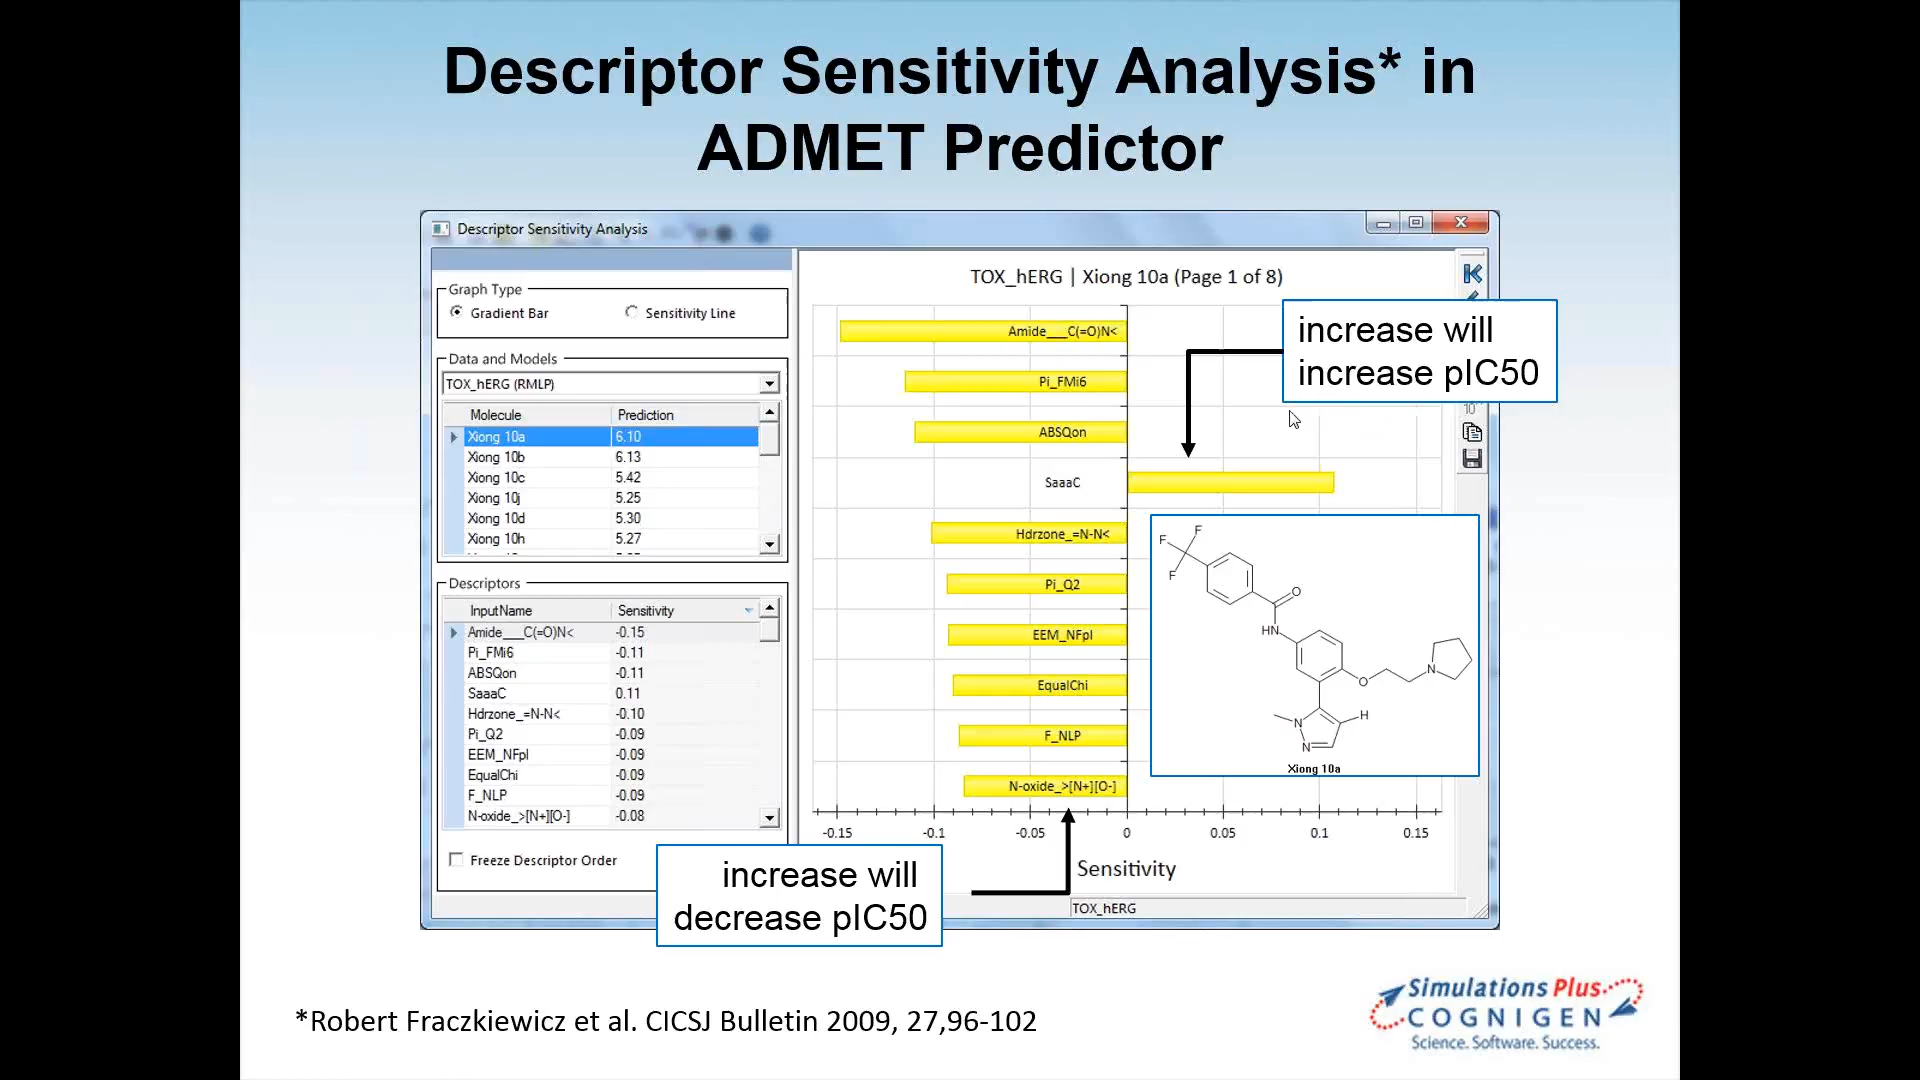 Descriptor Sensitivity Analysis* in
ADMET Predictor
Descriptor Sensitivity Analysis
Graph Type
Gradient Bar
Sensitivity Line
Data and Models
TOX_hERG (RMLP)
Molecule Prediction
Xiong 10a 6.10
Xiong 10b 6.13
Xiong 10c 5.42
Xiong 10j 5.25
Xiong 10d 5.30
Xiong 10h 5.27
Descriptors
InputName Sensitivity
Amide___C(=O)N< -0.15
Pi_FMi6 -0.11
ABSQon -0.11
SaaaC 0.11
Hdrzone_=N-N< -0.10
Pi_Q2 -0.09
EEM_NFpl -0.09
EqualChi -0.09
F_NLP -0.09
N-oxide_>[N+][O-] -0.08
Freeze Descriptor Order
TOX_hERG | Xiong 10a (Page 1 of 8)
Amide___C(=O)N<
Pi_FMi6
ABSQon
SaaaC
Hdrzone_=N-N<
Pi_Q2
EEM_NFpl
EqualChi
F_NLP
N-oxide_>[N+][O-]
-0.15 -0.1 -0.05 0 0.05 0.1 0.15
Sensitivity
TOX_hERG
increase will
increase pIC50
10
F
F
F
O
HN
N
O
H
N
N
Xiong 10a
increase will
decrease pIC50
*Robert Fraczkiewicz et al. CICSJ Bulletin 2009, 27,96-102
Simulations Plus
COGNIGEN
Science. Software. Success.